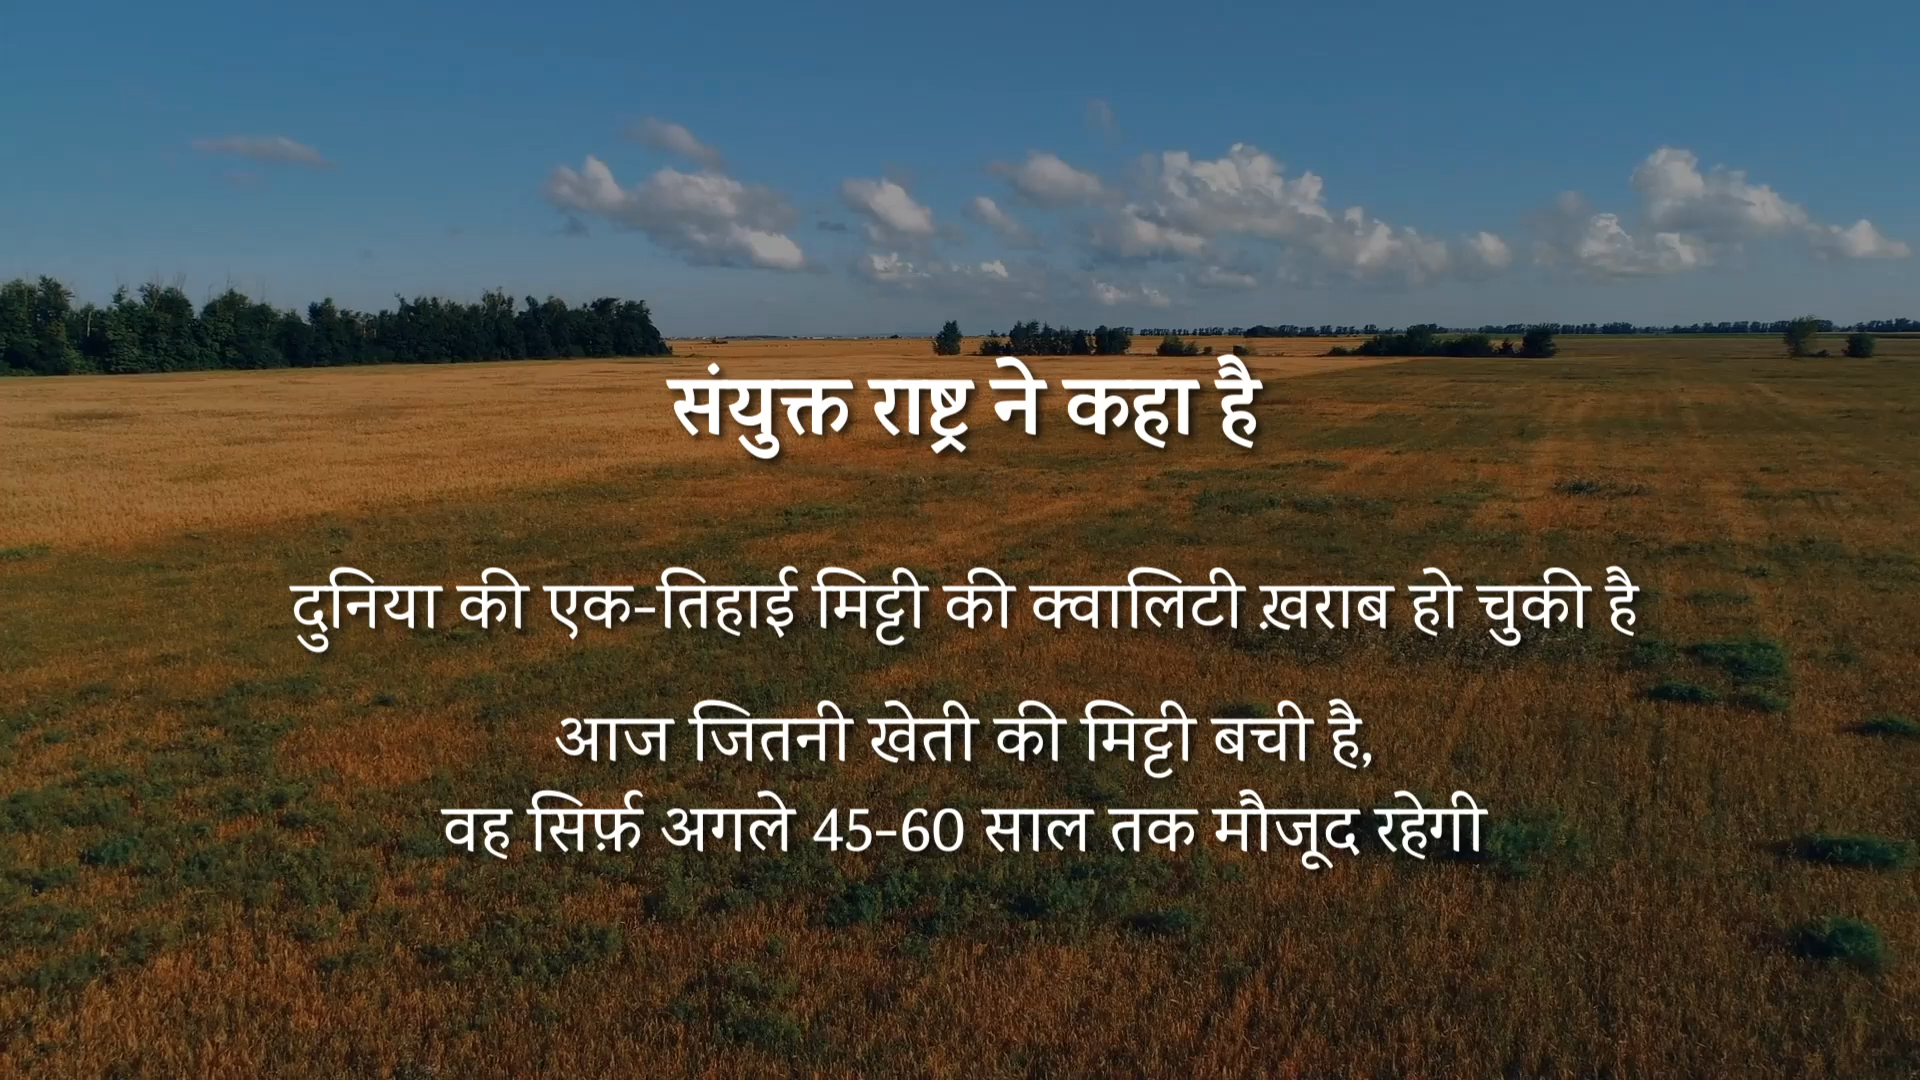 संयुक्त राष्ट्र ने कहा है
दुनिया की एक-तिहाई मिट्टी की क्वालिटी ख़राब हो चुकी है
आज जितनी खेती की मिट्टी बची है,
वह सिर्फ़ अगले 45-60 साल तक मौजूद रहेगी